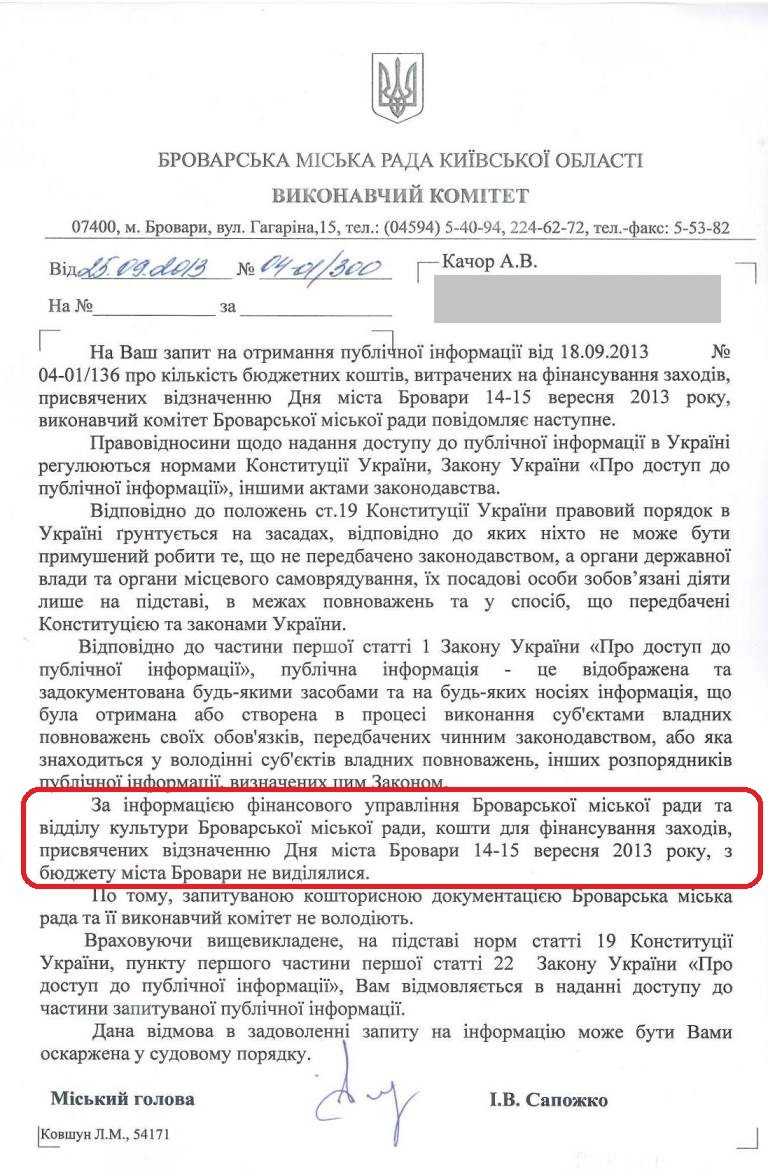 БРОВАРСЬКА МІСЬКА РАДА КИЇВСЬКОЇ ОБЛАСТІ
ВИКОНАВЧИЙ КОМІТЕТ
07400, м. Бровари, вул. Гагаріна,15, тел.: (04594) 5-40-94, 224-62-72, тел.-факс: 5-53-82
Від 25.09.2013 № 04-01/300
Качор А.В.
На №____________ за ______________
На Ваш запит на отримання публічної інформації від 18.09.2013 №
04-01/136 про кількість бюджетних коштів, витрачених на фінансування заходів,
присвячених відзначенню Дня міста Бровари 14-15 вересня 2013 року,
виконавчий комітет Броварської міської ради повідомляє наступне.
Правовідносини щодо надання доступу до публічної інформації в Україні
регулюються нормами Конституції України, Закону України «Про доступ до
публічної інформації», іншими актами законодавства.
Відповідно до положень ст.19 Конституції України правовий порядок в
Україні ґрунтується на засадах, відповідно до яких ніхто не може бути
примушений робити те, що не передбачено законодавством, а органи державної
влади та органи місцевого самоврядування, їх посадові особи зобов’язані діяти
лише на підставі, в межах повноважень та у спосіб, що передбачені
Конституцією та законами України.
Відповідно до частини першої статті 1 Закону України «Про доступ до
публічної інформації», публічна інформація - це відображена та
задокументована будь-якими засобами та на будь-яких носіях інформація, що
була отримана або створена в процесі виконання суб'єктами владних
повноважень своїх обов'язків, передбачених чинним законодавством, або яка
знаходиться у володінні суб'єктів владних повноважень, інших розпорядників
публічної інформації, визначених цим Законом.
За інформацією фінансового управління Броварської міської ради та
відділу культури Броварської міської ради, кошти для фінансування заходів,
присвячених відзначенню Дня міста Бровари 14-15 вересня 2013 року, з
бюджету міста Бровари не виділялися.
По тому, запитуваною кошторисною документацією Броварська міська
рада та її виконавчий комітет не володіють.
Враховуючи вищевикладене, на підставі норм статті 19 Конституції
України, пункту першого частини першої статті 22 Закону України «Про
доступ до публічної інформації», Вам відмовляється в наданні доступу до
частини запитуваної публічної інформації.
Дана відмова в задоволенні запиту на інформацію може бути Вами
оскаржена у судовому порядку.
Міський голова І.В. Сапожко
Ковшун Л.М., 54171